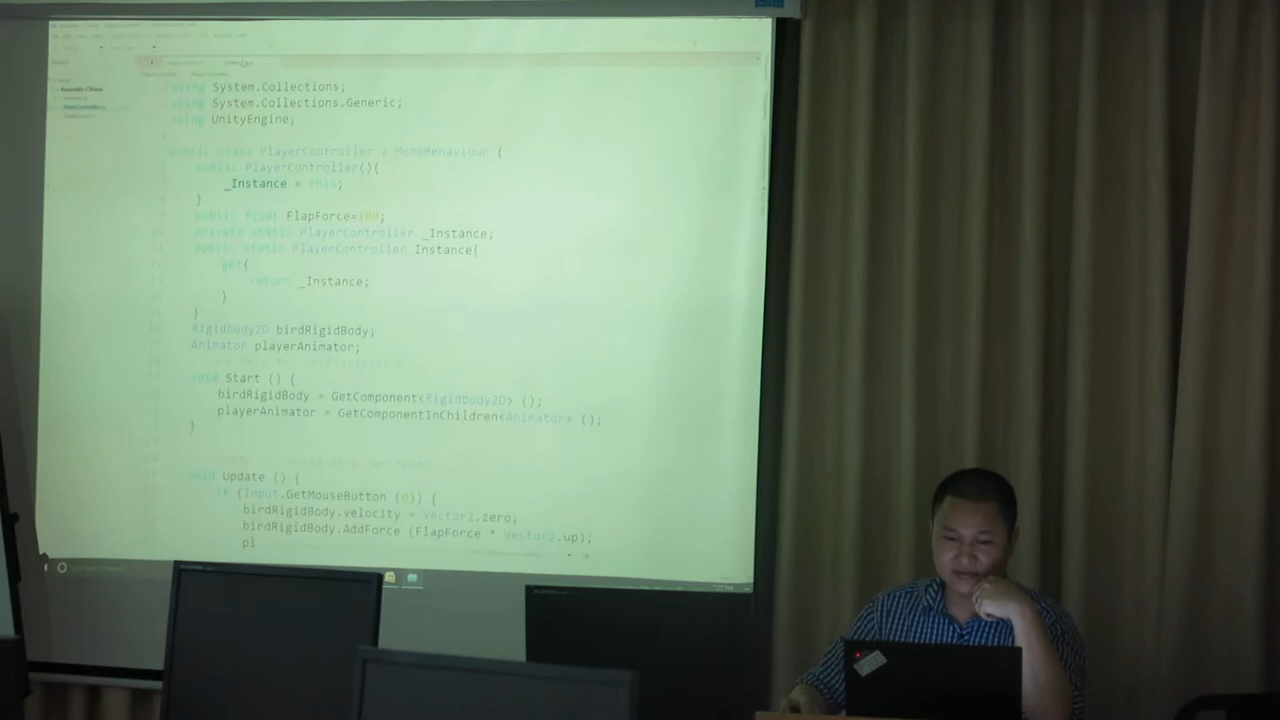 using System.Collections;
using System.Collections.Generic;
using UnityEngine;
public class PlayerController : MonoBehaviour {
public PlayerController(){
_Instance = this;
}
public float FlapForce=100;
private static PlayerController _Instance;
public static PlayerController Instance{
get{
return _Instance;
}
}
Rigidbody2D birdRigidBody;
Animator playerAnimator;
void Start () {
birdRigidBody = GetComponent<Rigidbody2D> ();
playerAnimator = GetComponentInChildren<Animator> ();
}
void Update () {
if (Input.GetMouseButton (0)) {
birdRigidBody.velocity = Vector2.zero;
birdRigidBody.AddForce (FlapForce * Vector2.up);
pl